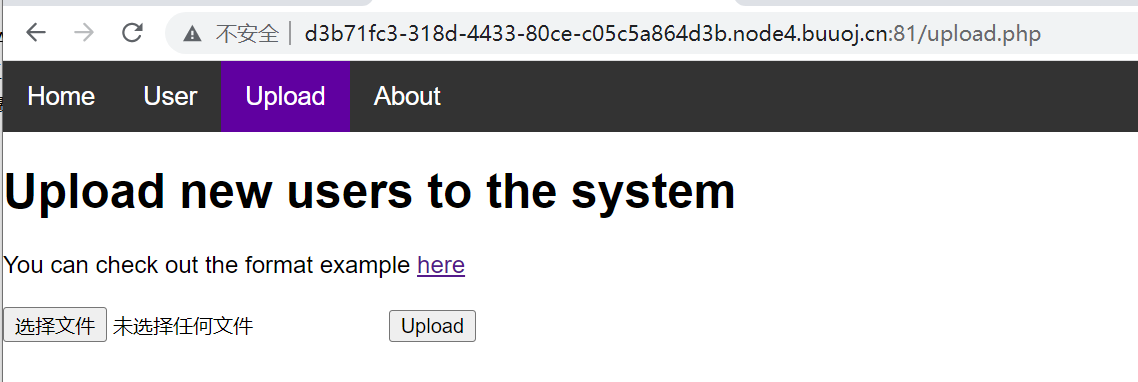 不安全 d3b71fc3-318d-4433-80ce-c05c5a864d3b.node4.buuoj.cn:81/upload.php
Home User Upload About
Upload new users to the system
You can check out the format example here
选择文件 未选择任何文件 Upload